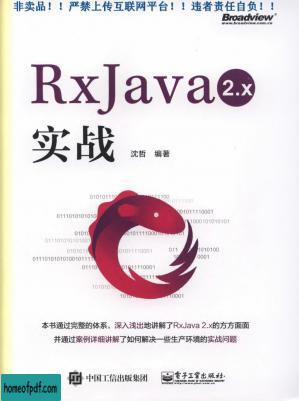 非卖品！！严禁上传互联网平台！！违者责任自负！！
Broadview®
www.broadview.com.cn
RxJava 2.x
实战
沈哲 编著
本书通过完整的体系，深入浅出地讲解了RxJava 2.x的方方面面
并通过案例详细讲解了如何解决一些生产环境的实战问题
中国工信出版集团
电子工业出版社
homeofpdf.com